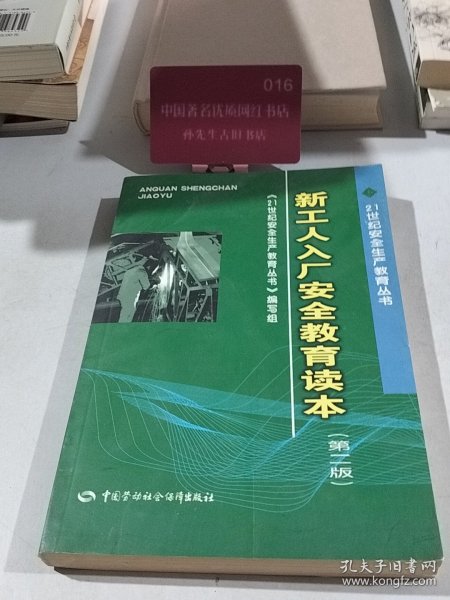 016
中国著名优质网红书店
孙先生古旧书店
ANQUAN SHENGCHAN
JIAOYU
21世纪安全生产教育丛书
新工人入厂安全教育读本
(第二版)
《21世纪安全生产教育丛书》编写组
中国劳动社会保障出版社
孔夫子旧书网
www.kongfz.com